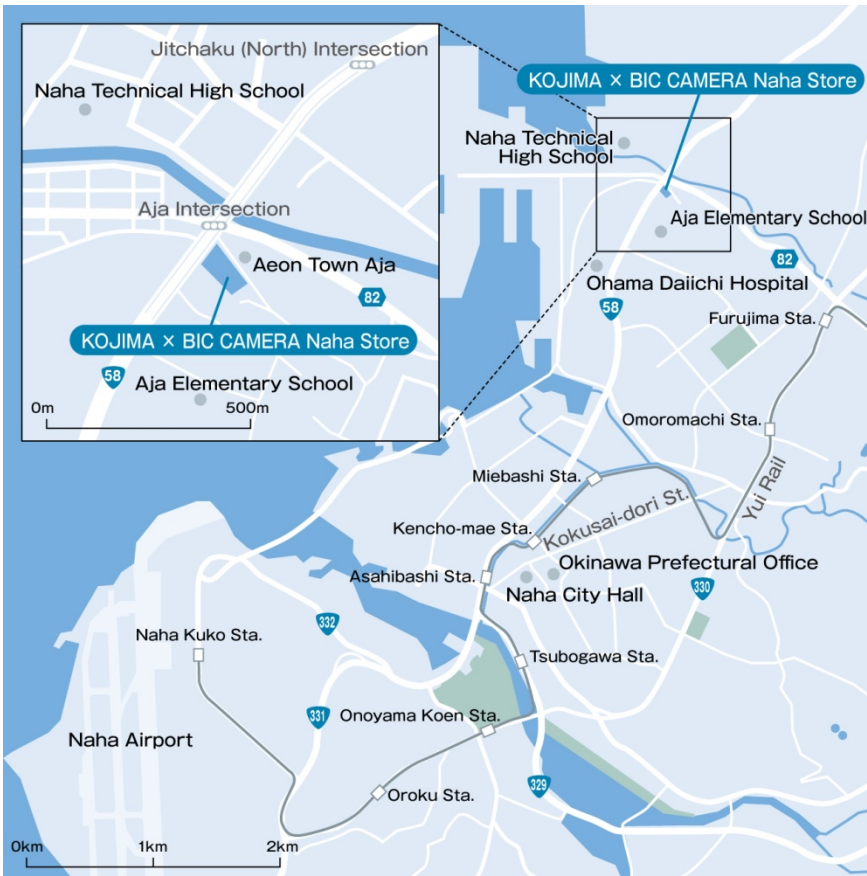 Jitchaku (North) Intersection
Naha Technical High School
Aja Intersection
Aeon Town Aja
82
KOJIMA × BIC CAMERA Naha Store
58
Aja Elementary School
0m
500m
KOJIMA × BIC CAMERA Naha Store
Naha Technical
High School
Aja Elementary School
82
Ohama Daiichi Hospital
58
Furujima Sta.
Omoromachi Sta.
Miebashi Sta.
Yui Rail
Kokusai-dori St.
Kencho-mae Sta.
Okinawa Prefectural Office
Asahibashi Sta.
Naha City Hall
330
332
Naha Kuko Sta.
Tsubogawa Sta.
331
Onoyama Koen Sta.
Naha Airport
329
Oroku Sta.
0km
1km
2km